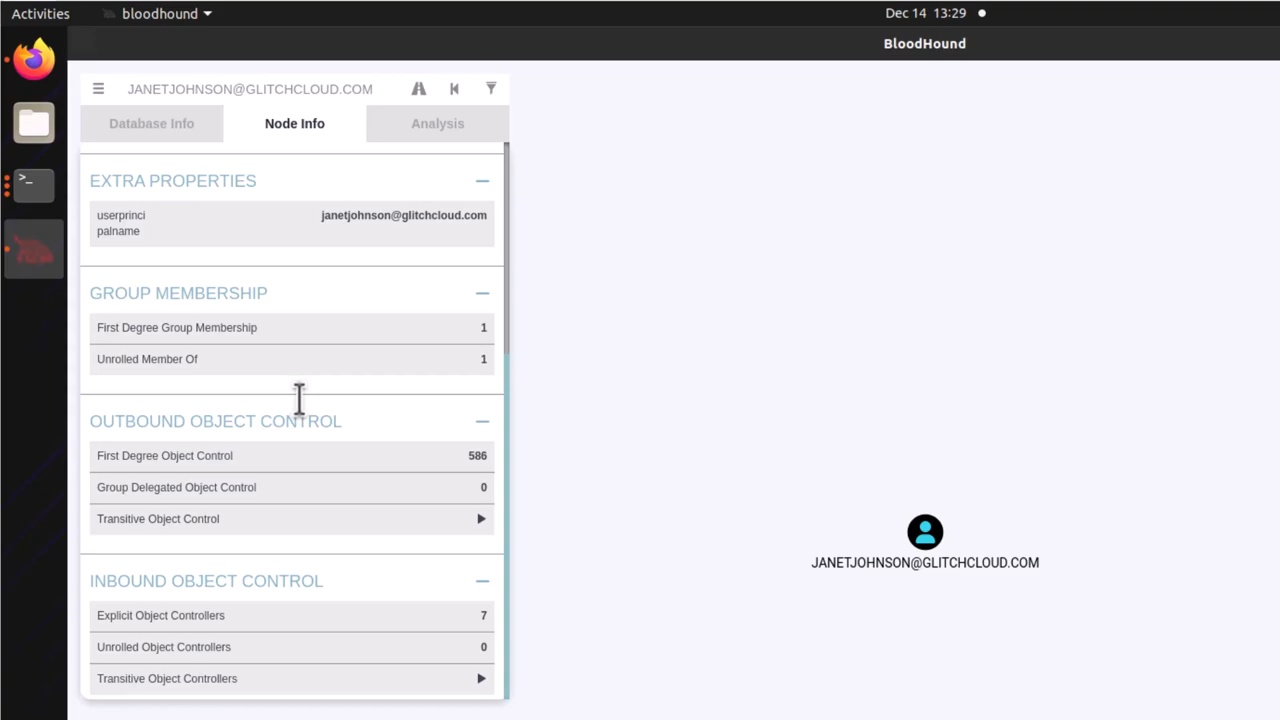 Activities
bloodhound
Dec 14 13:29
BloodHound
JANETJOHNSON@GLITCHCLOUD.COM
Database Info
Node Info
Analysis
EXTRA PROPERTIES
userprinci
palname
janetjohnson@glitchcloud.com
GROUP MEMBERSHIP
First Degree Group Membership 1
Unrolled Member Of 1
OUTBOUND OBJECT CONTROL
First Degree Object Control 586
Group Delegated Object Control 0
Transitive Object Control
INBOUND OBJECT CONTROL
Explicit Object Controllers 7
Unrolled Object Controllers 0
Transitive Object Controllers
JANETJOHNSON@GLITCHCLOUD.COM